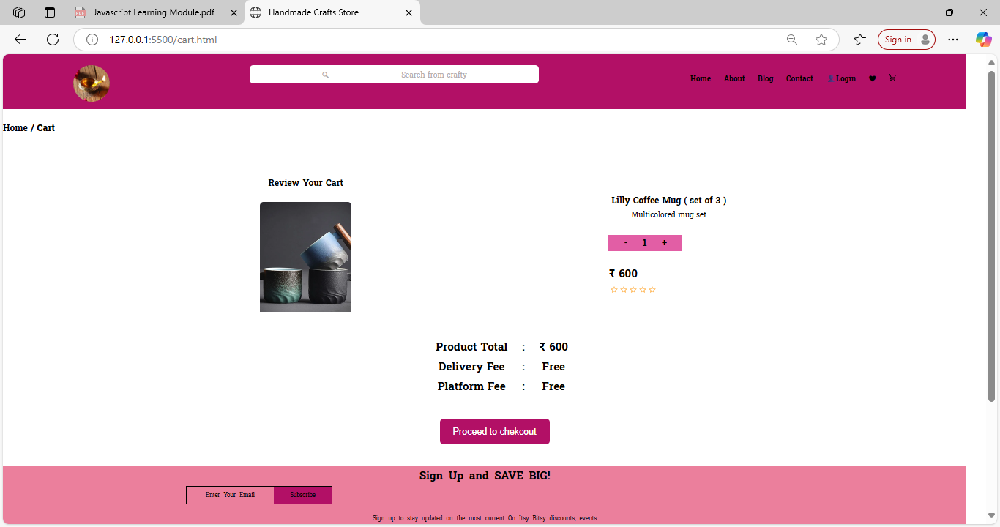 Javascript Learning Module.pdf
Handmade Crafts Store
127.0.0.1:5500/cart.html
Sign in
Search from crafty
Home About Blog Contact Login
Home / Cart
Review Your Cart
Lilly Coffee Mug ( set of 3 )
Multicolored mug set
- 1 +
₹ 600
☆☆☆☆☆
Product Total : ₹ 600
Delivery Fee : Free
Platform Fee : Free
Proceed to chekcout
Sign Up and SAVE BIG!
Enter Your Email Subscribe
Sign up to stay updated on the most current On Itsy Bitsy discounts, events